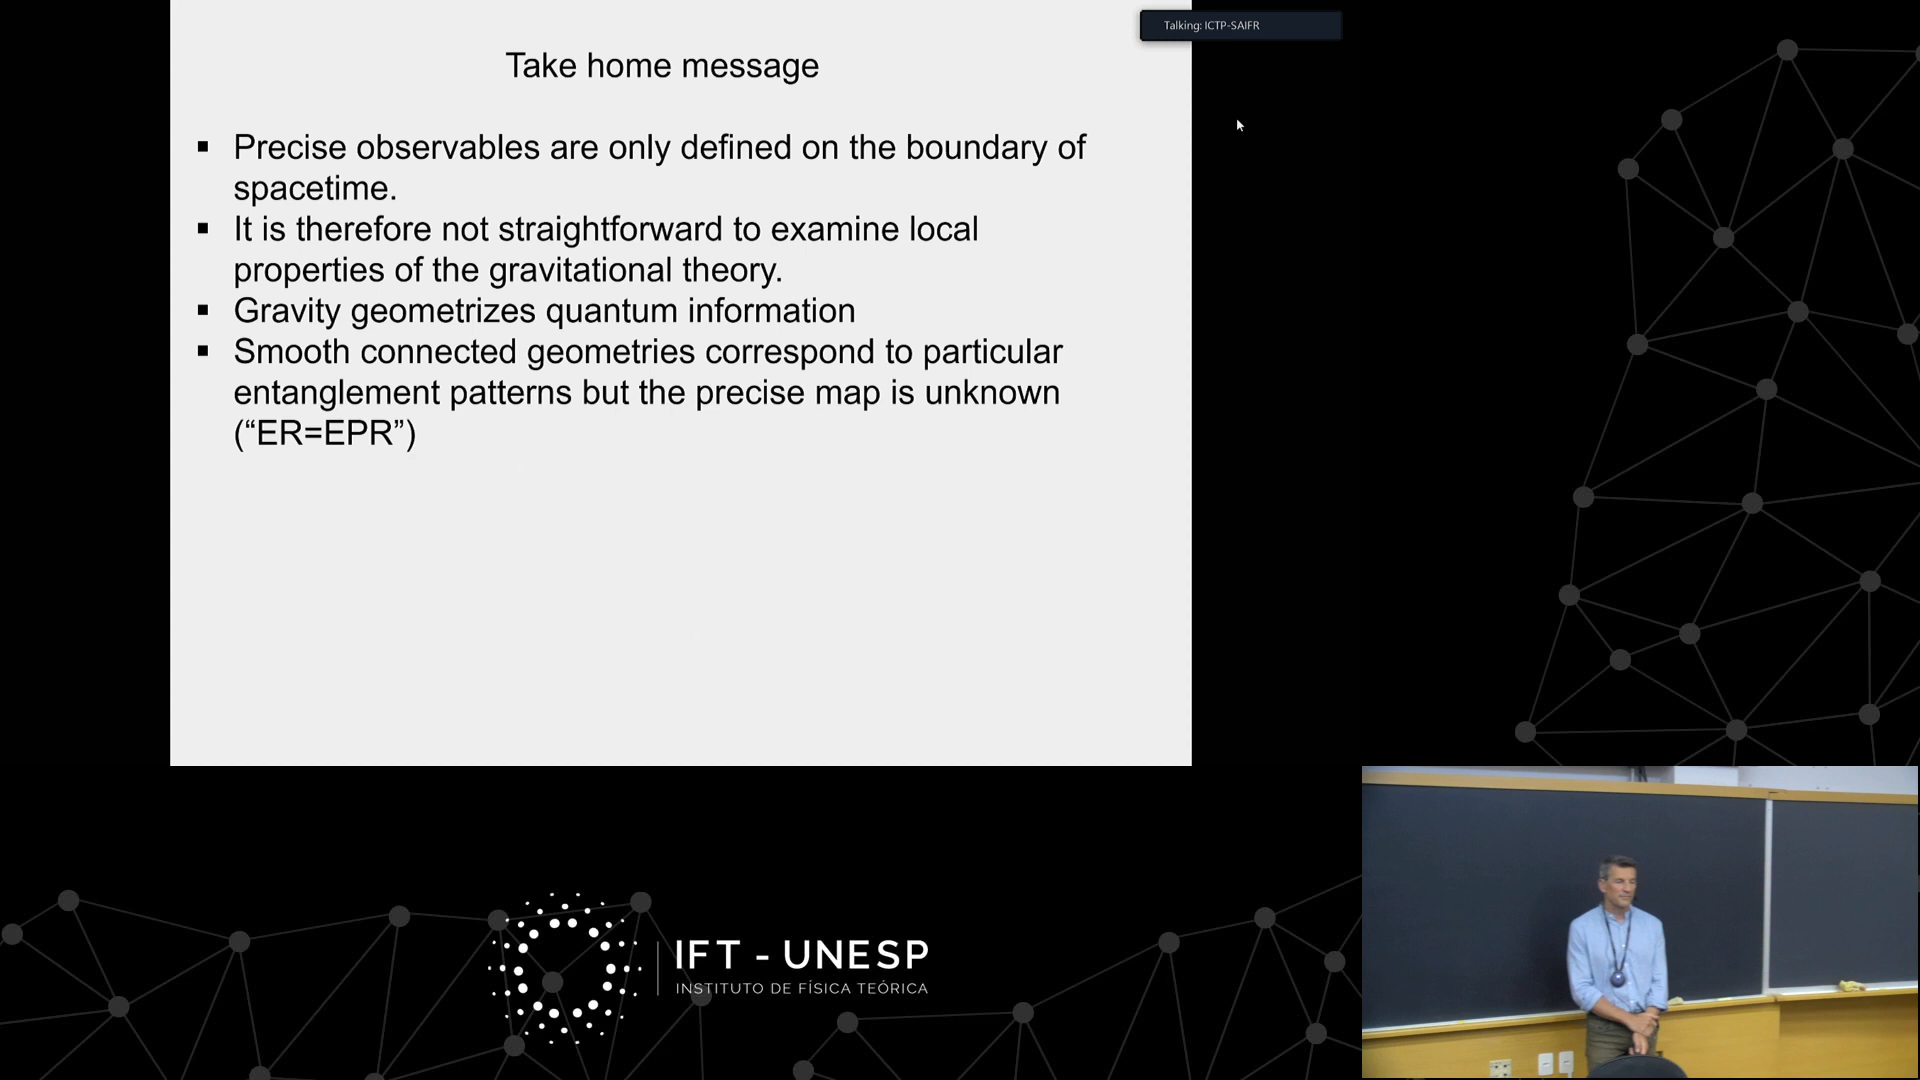 Talking: ICTP-SAIFR
Take home message
▪ Precise observables are only defined on the boundary of
spacetime.
▪ It is therefore not straightforward to examine local
properties of the gravitational theory.
▪ Gravity geometrizes quantum information
▪ Smooth connected geometries correspond to particular
entanglement patterns but the precise map is unknown
(“ER=EPR”)
IFT - UNESP
INSTITUTO DE FÍSICA TEÓRICA